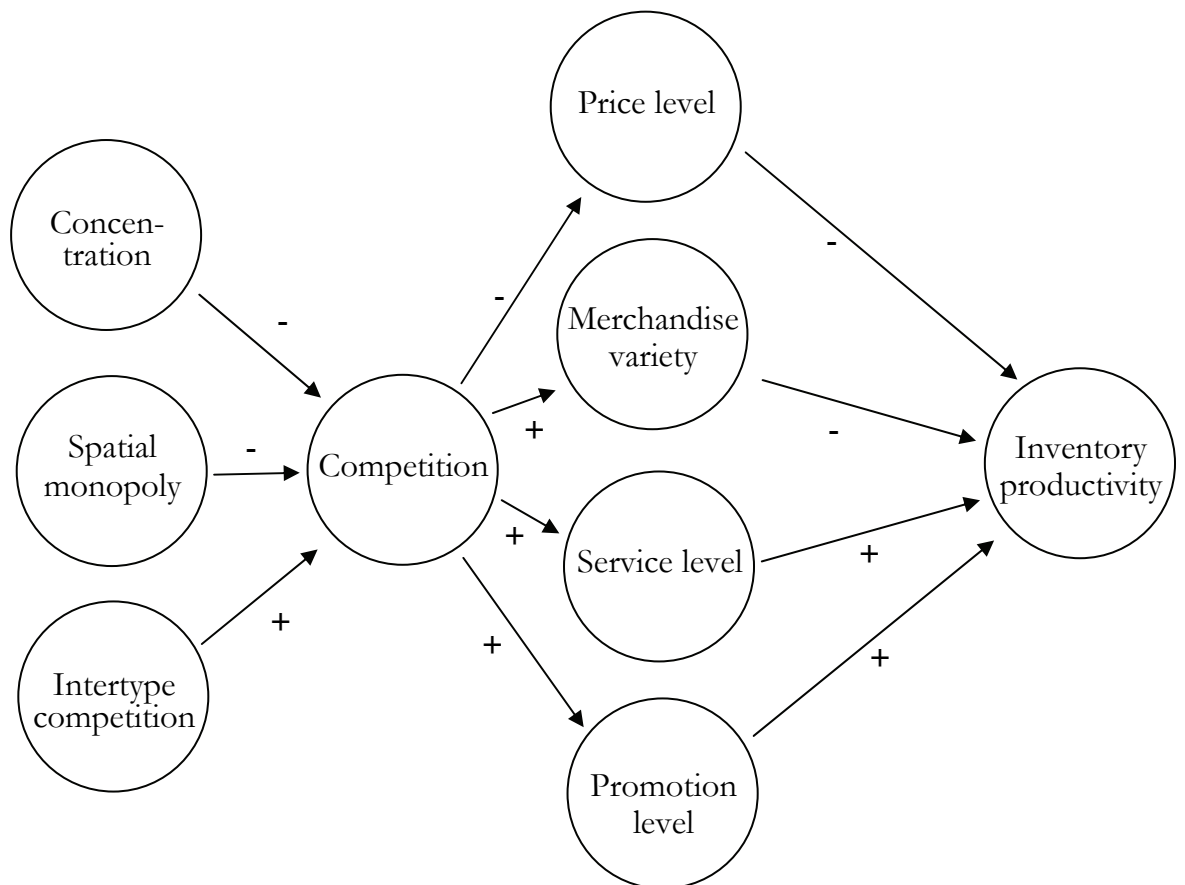 Price level
-
Concen-
tration
-
-
Merchandise
variety
+
-
Spatial
monopoly
-
Competition
Inventory
productivity
+
Service level
+
Intertype
competition
+
+
+
Promotion
level